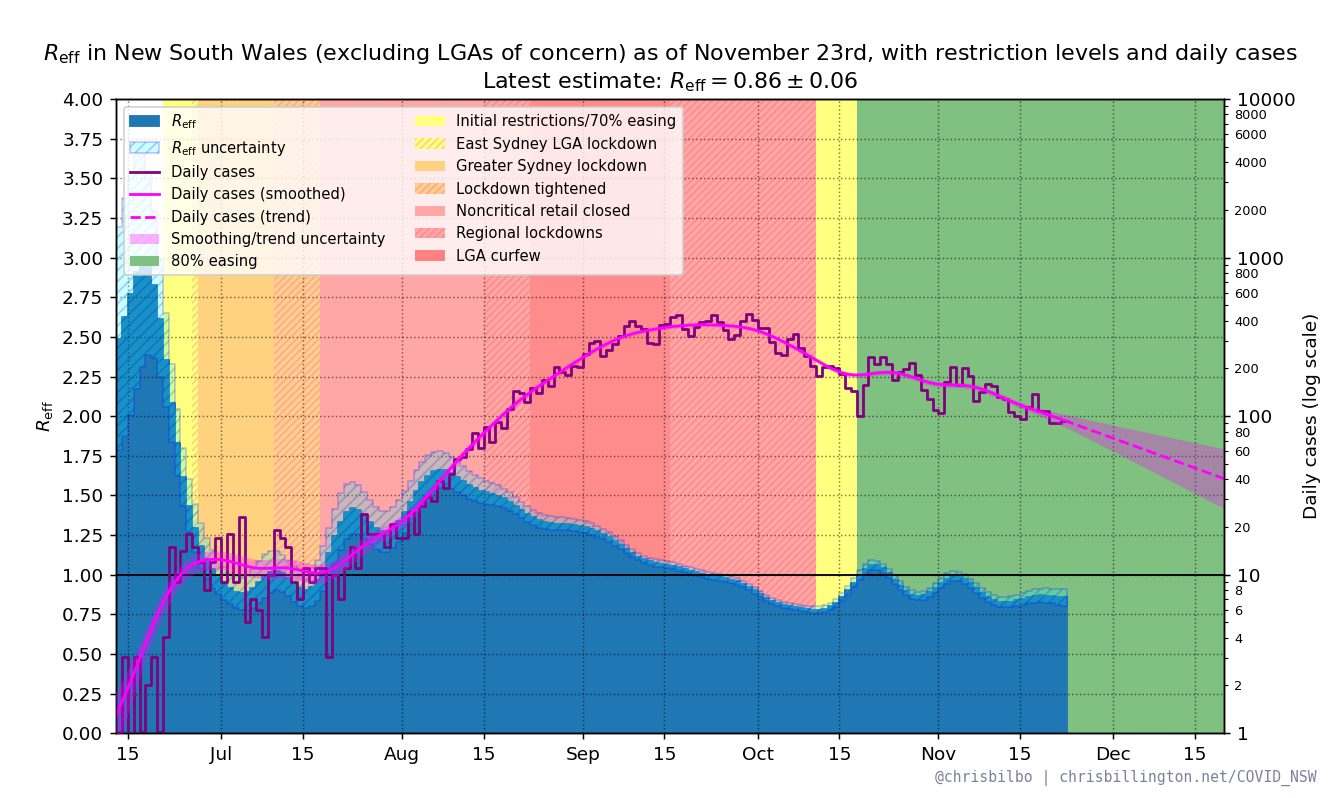 R_eff in New South Wales (excluding LGAs of concern) as of November 23rd, with restriction levels and daily cases
Latest estimate: R_eff = 0.86 ± 0.06
R_eff
R_eff uncertainty
Daily cases
Daily cases (smoothed)
Daily cases (trend)
Smoothing/trend uncertainty
80% easing
Initial restrictions/70% easing
East Sydney LGA lockdown
Greater Sydney lockdown
Lockdown tightened
Noncritical retail closed
Regional lockdowns
LGA curfew
R_eff
4.00
3.75
3.50
3.25
3.00
2.75
2.50
2.25
2.00
1.75
1.50
1.25
1.00
0.75
0.50
0.25
0.00
10000
8000
6000
4000
2000
1000
800
600
400
200
100
80
60
40
20
10
8
6
4
2
1
Daily cases (log scale)
15 Jul 15 Aug 15 Sep 15 Oct 15 Nov 15 Dec 15
@chrisbilbo | chrisbillington.net/COVID_NSW